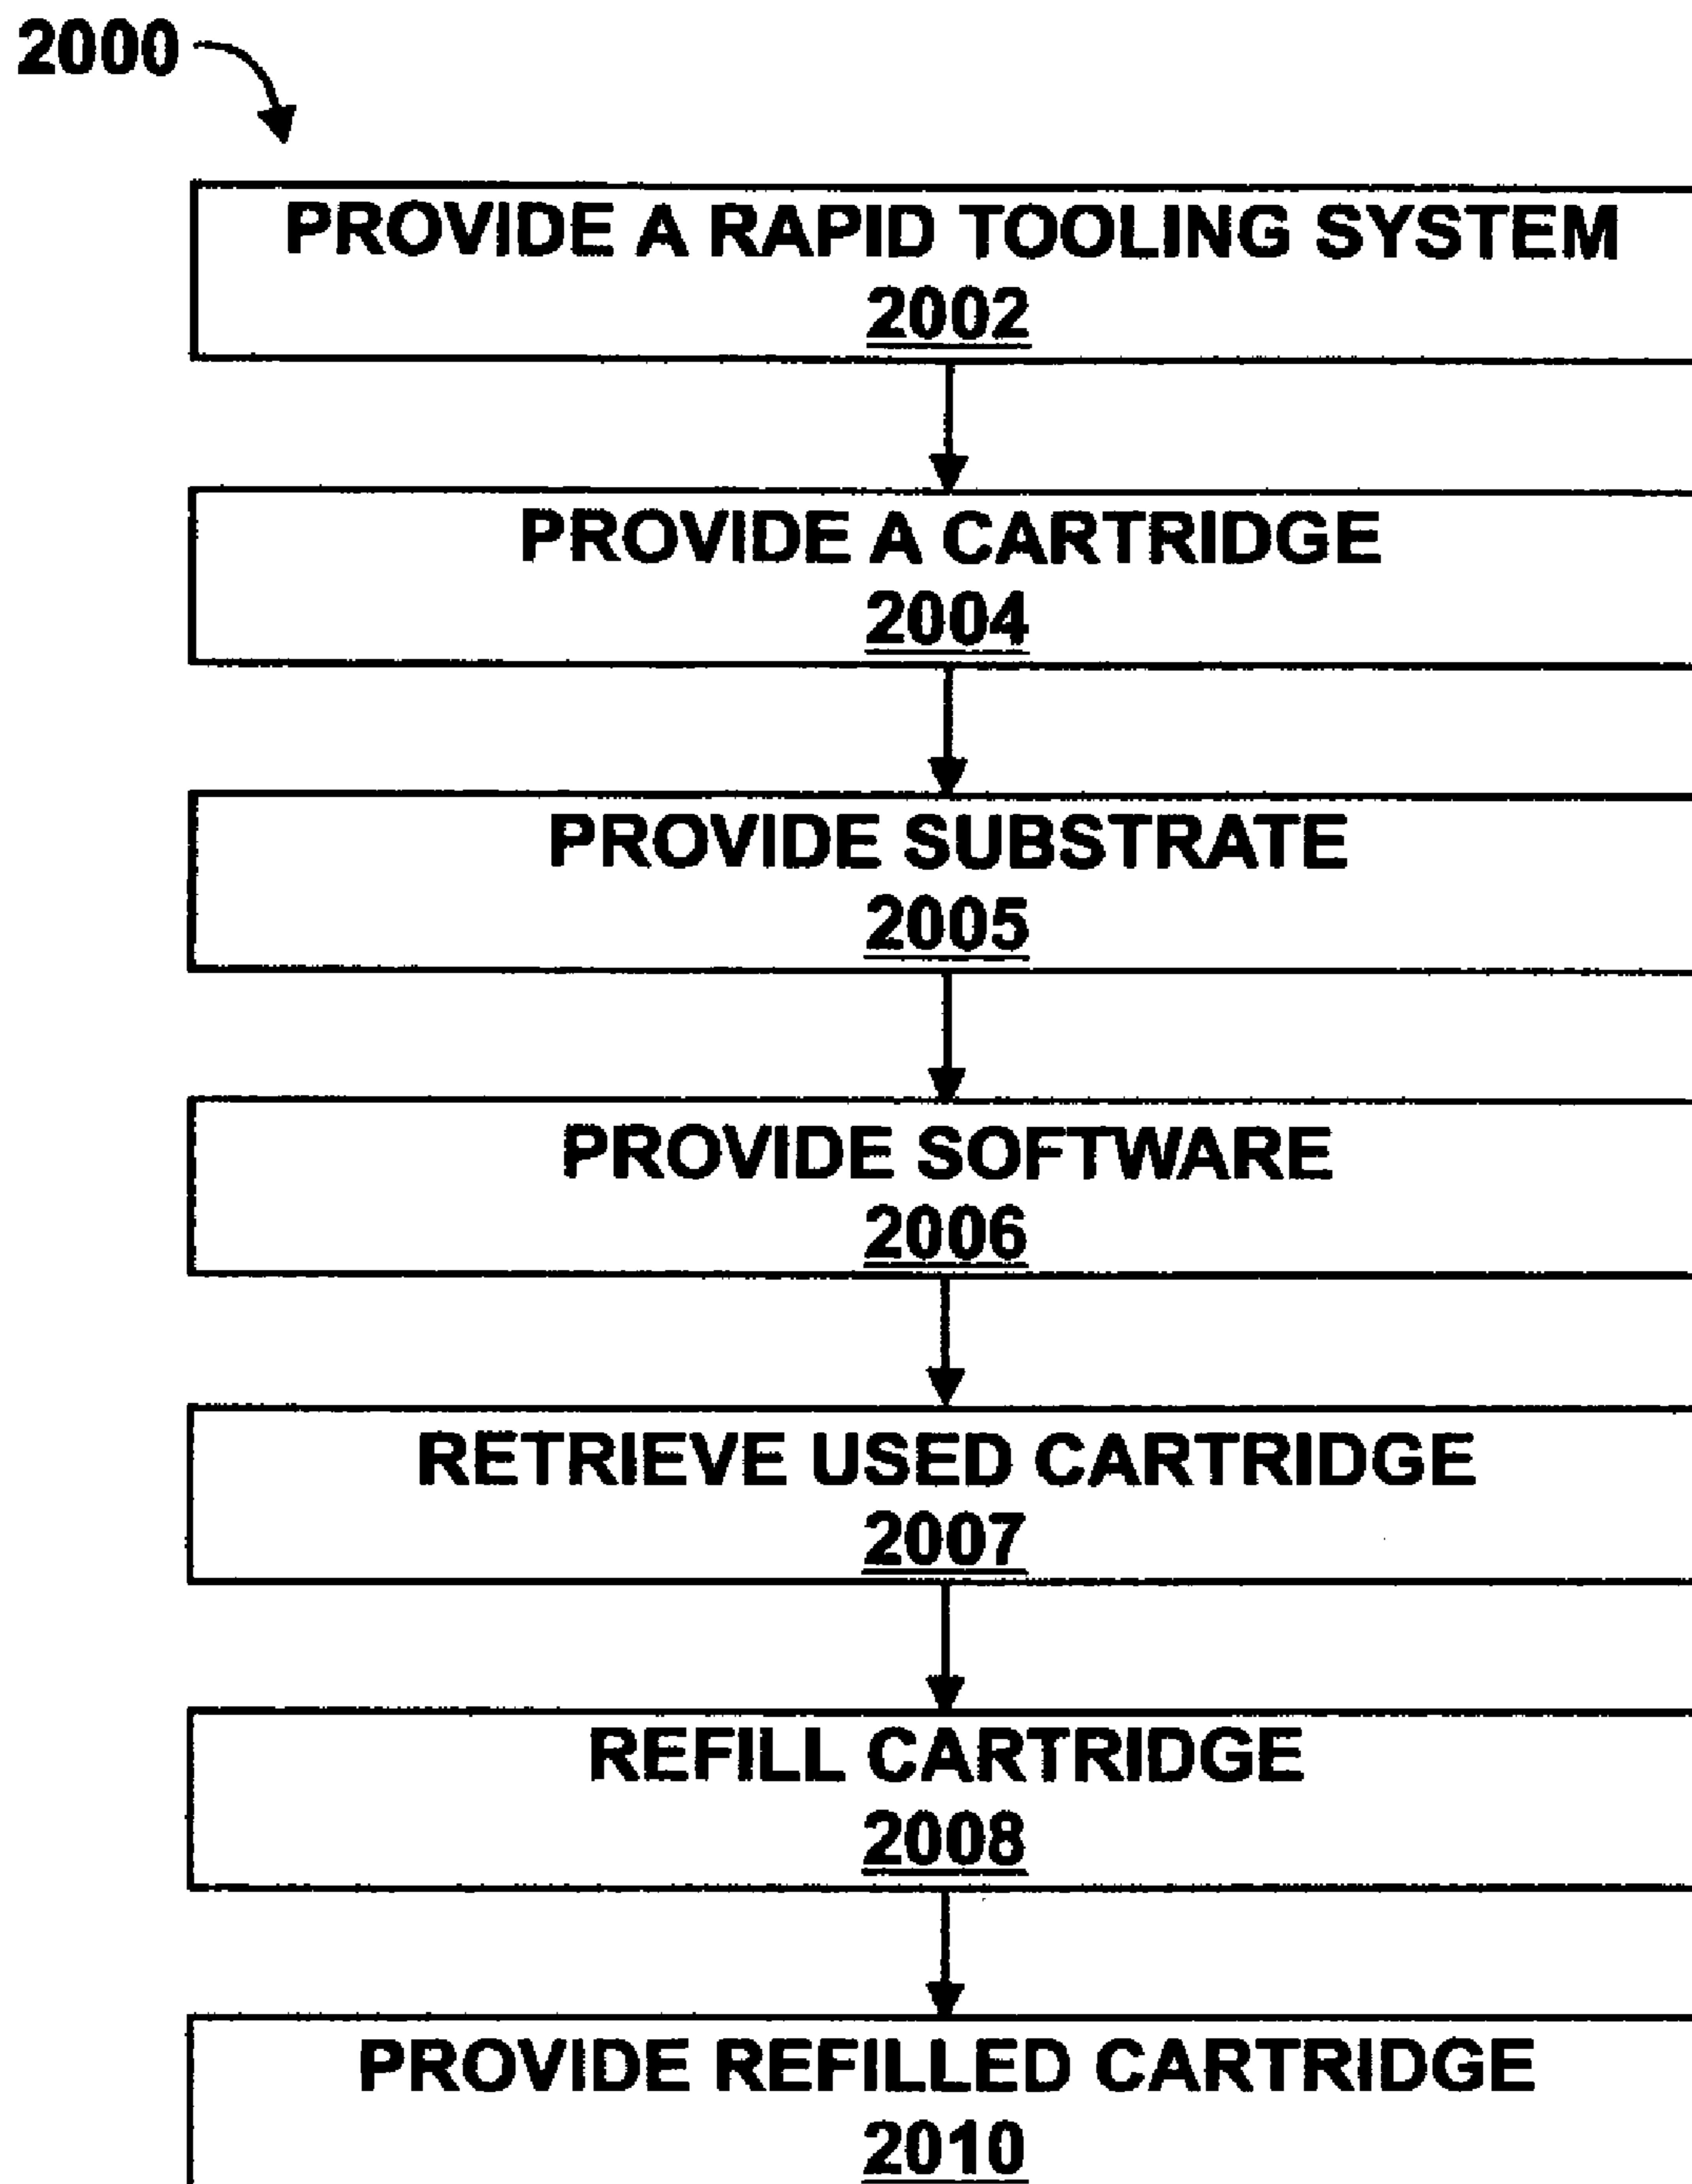 2000
PROVIDE A RAPID TOOLING SYSTEM
2002
PROVIDE A CARTRIDGE
2004
PROVIDE SUBSTRATE
2005
PROVIDE SOFTWARE
2006
RETRIEVE USED CARTRIDGE
2007
REFILL CARTRIDGE
2008
PROVIDE REFILLED CARTRIDGE
2010